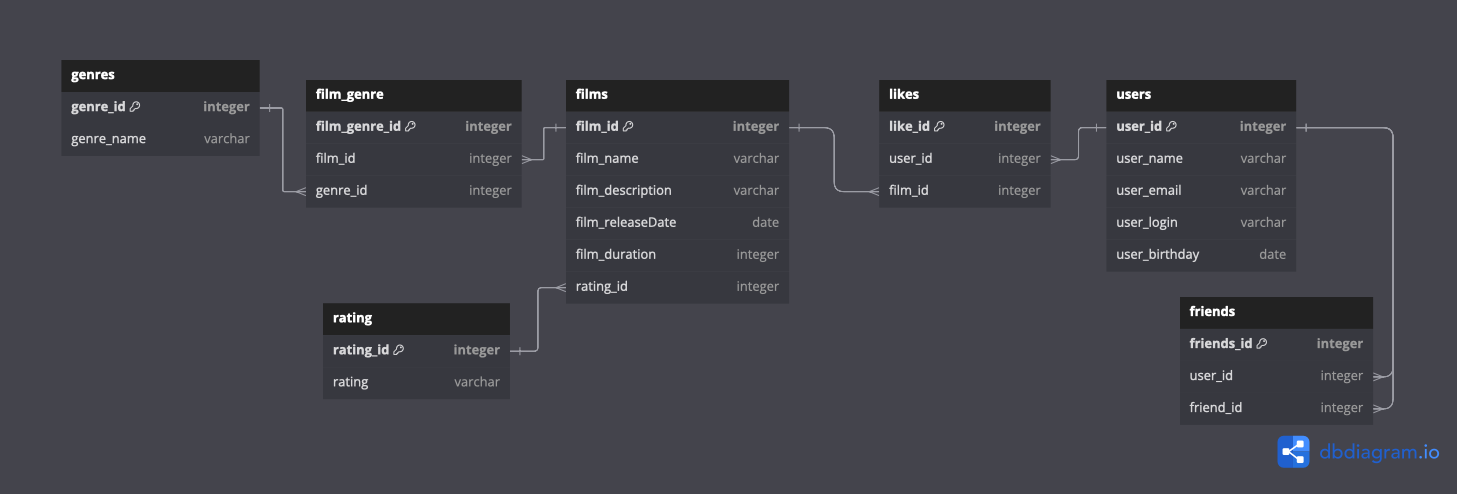 genres
genre_id integer
genre_name varchar
film_genre
film_genre_id integer
film_id integer
genre_id integer
films
film_id integer
film_name varchar
film_description varchar
film_releaseDate date
film_duration integer
rating_id integer
likes
like_id integer
user_id integer
film_id integer
users
user_id integer
user_name varchar
user_email varchar
user_login varchar
user_birthday date
rating
rating_id integer
rating varchar
friends
friends_id integer
user_id integer
friend_id integer
dbdiagram.io